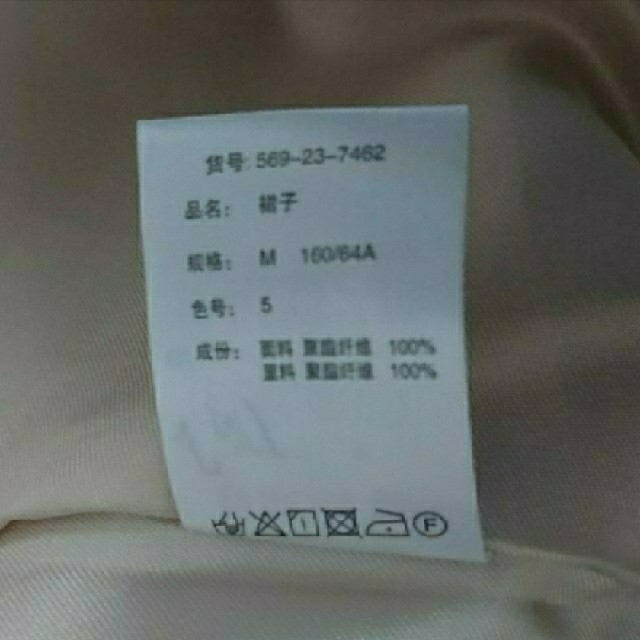 货号: 569-23-7462
品名: 裙子
规格: M 160/64A
色号: 5
成份: 面料 聚酯纤维 100%
里料 聚酯纤维 100%
F